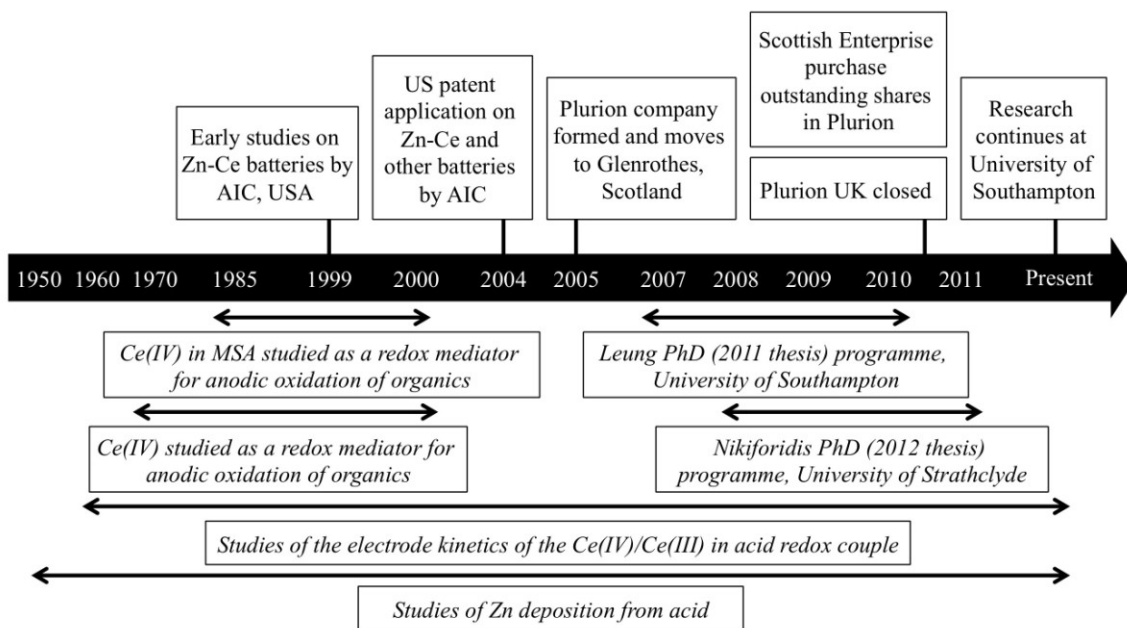 Early studies on
Zn-Ce batteries by
AIC, USA
US patent
application on
Zn-Ce and
other batteries
by AIC
Plurion company
formed and moves
to Glenrothes,
Scotland
Scottish Enterprise
purchase
outstanding shares
in Plurion
Plurion UK closed
Research
continues at
University of
Southampton
1950 1960 1970 1985 1999 2000 2004 2005 2007 2008 2009 2010 2011 Present
Ce(IV) in MSA studied as a redox mediator
for anodic oxidation of organics
Leung PhD (2011 thesis) programme,
University of Southampton
Ce(IV) studied as a redox mediator for
anodic oxidation of organics
Nikiforidis PhD (2012 thesis)
programme, University of Strathclyde
Studies of the electrode kinetics of the Ce(IV)/Ce(III) in acid redox couple
Studies of Zn deposition from acid